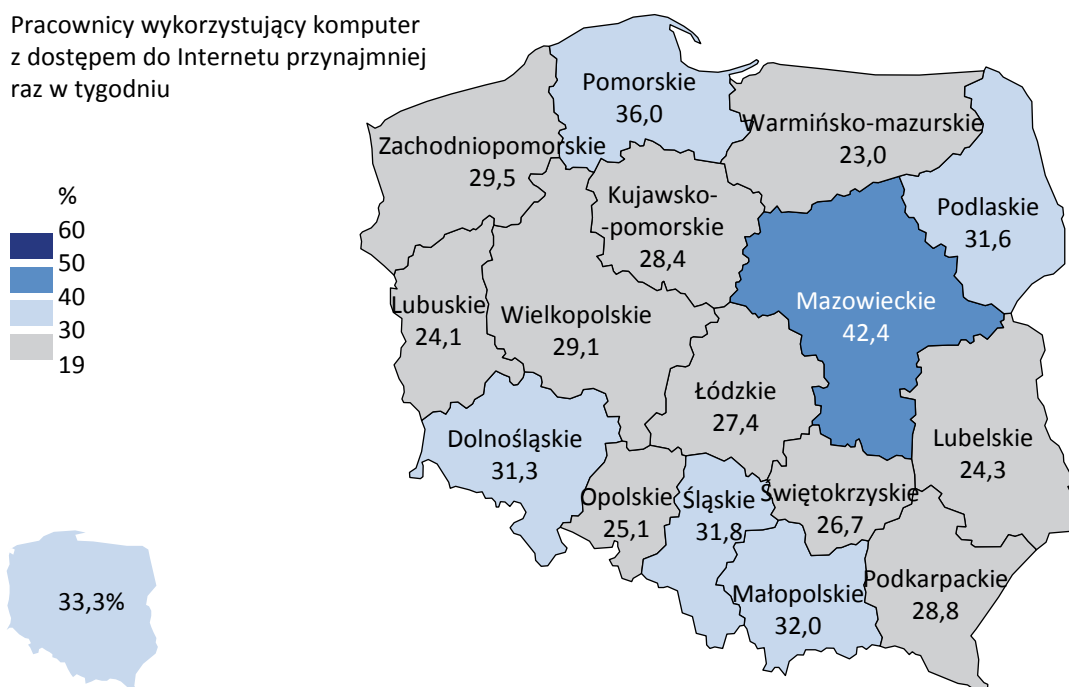 Pracownicy wykorzystujący komputer
z dostępem do Internetu przynajmniej
raz w tygodniu
%
60
50
40
30
19
33,3%
Pomorskie
36,0
Warmińsko-mazurskie
23,0
Zachodniopomorskie
29,5
Kujawsko-
-pomorskie
28,4
Podlaskie
31,6
Mazowieckie
42,4
Lubuskie
24,1
Wielkopolskie
29,1
Łódzkie
27,4
Dolnośląskie
31,3
Lubelskie
24,3
Opolskie
25,1
Śląskie
31,8
Świętokrzyskie
26,7
Małopolskie
32,0
Podkarpackie
28,8